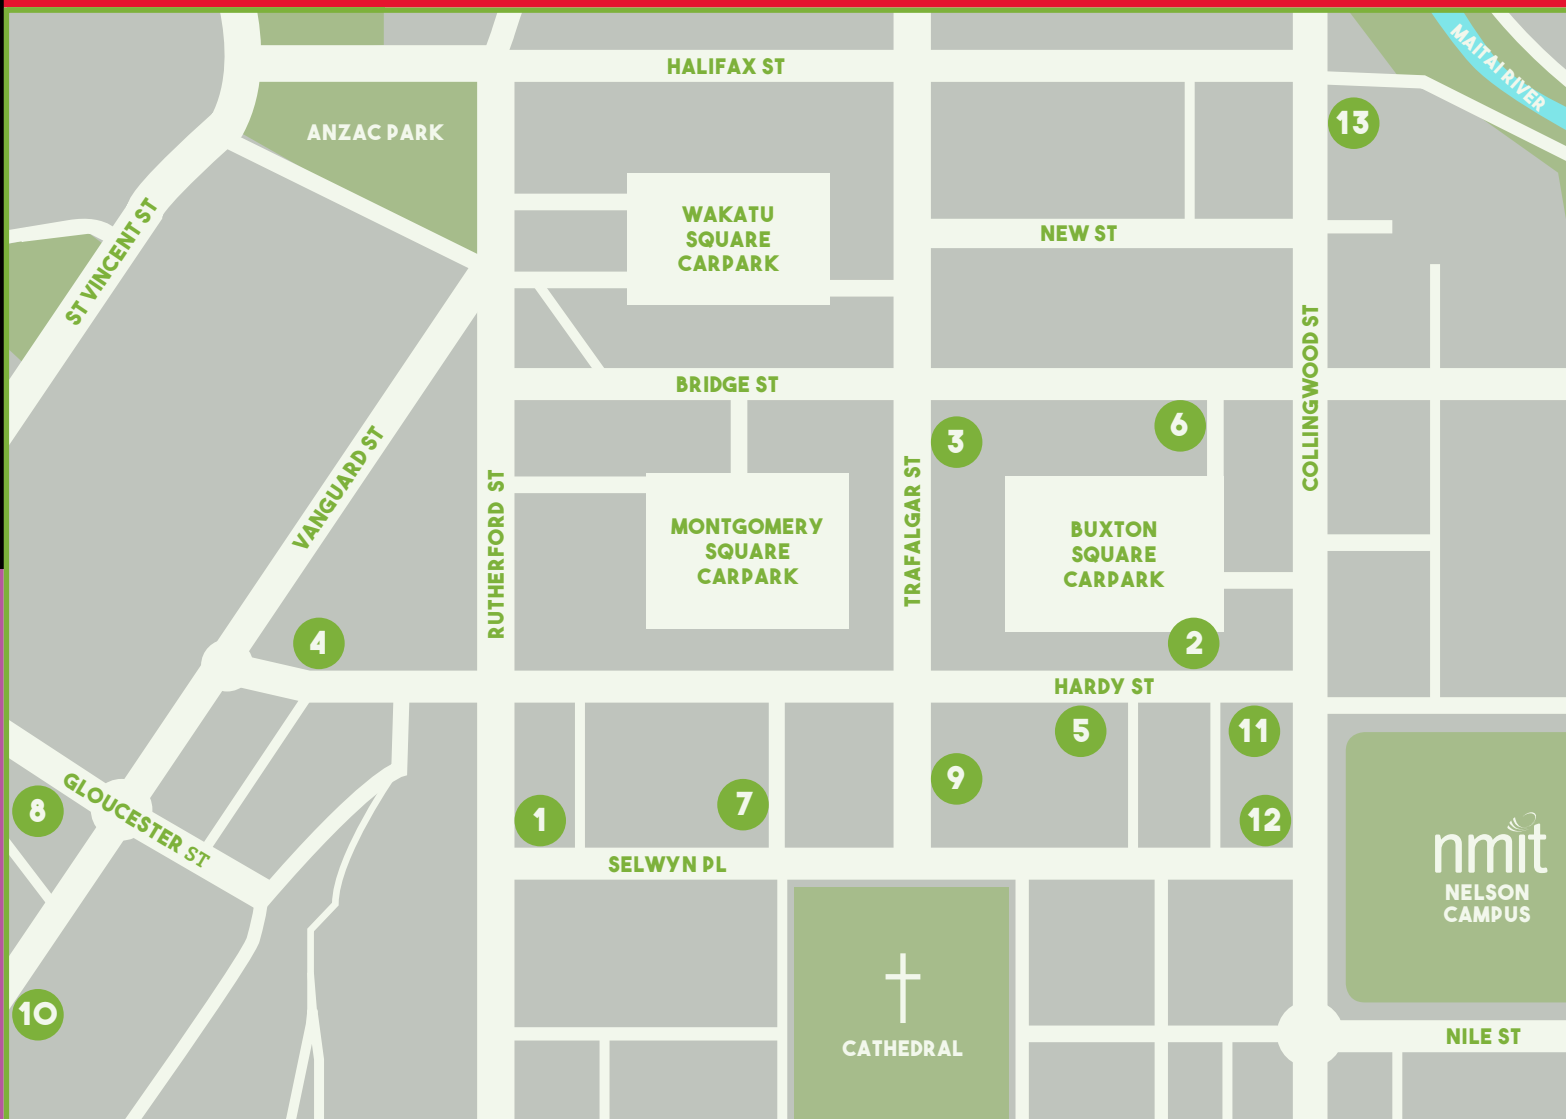 HALIFAX ST
MAITAI RIVER
13
ANZAC PARK
WAKATU
SQUARE
CARPARK
NEW ST
ST VINCENT ST
BRIDGE ST
COLLINGWOOD ST
VANGUARD ST
RUTHERFORD ST
TRAFALGAR ST
3
6
MONTGOMERY
SQUARE
CARPARK
BUXTON
SQUARE
CARPARK
4
2
HARDY ST
5
11
9
7
1
12
8
GLOUCESTER ST
SELWYN PL
nmit
NELSON
CAMPUS
10
CATHEDRAL
NILE ST